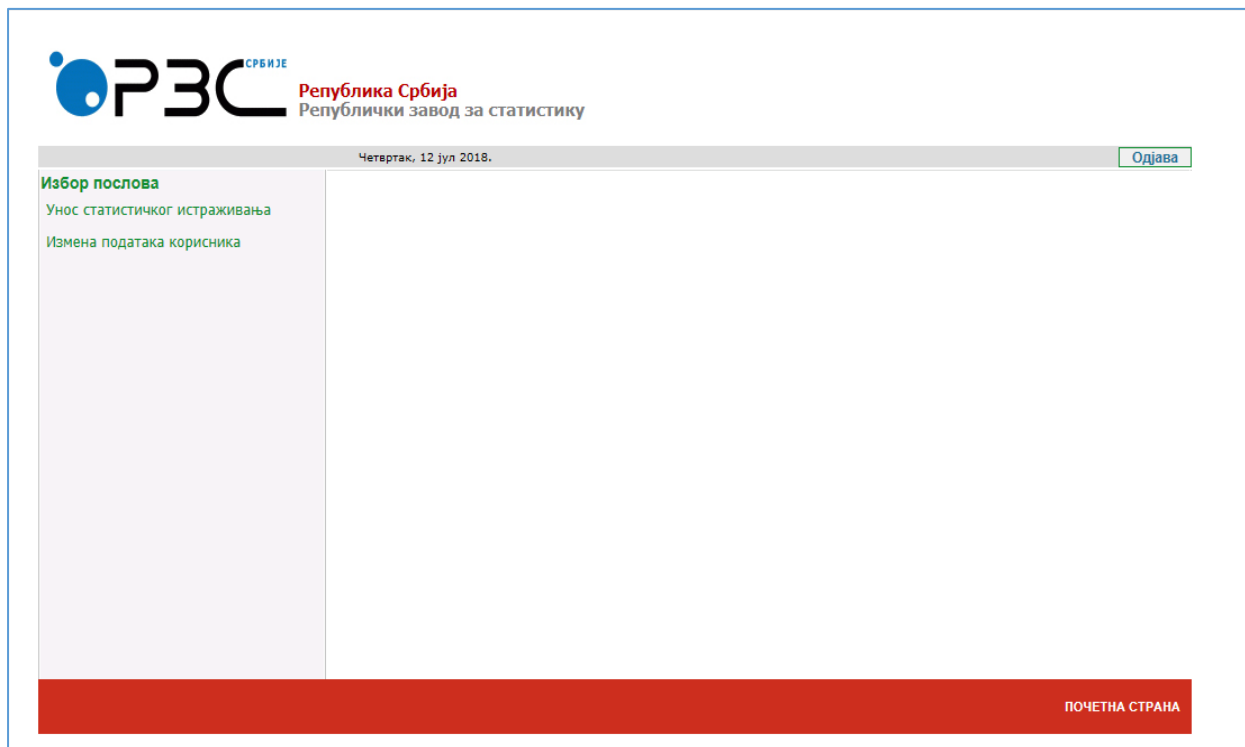 РЗС СРБИЈЕ
Република Србија
Републички завод за статистику
Четвртак, 12 јул 2018.
Одјава
Избор послова
Унос статистичког истраживања
Измена података корисника
ПОЧЕТНА СТРАНА